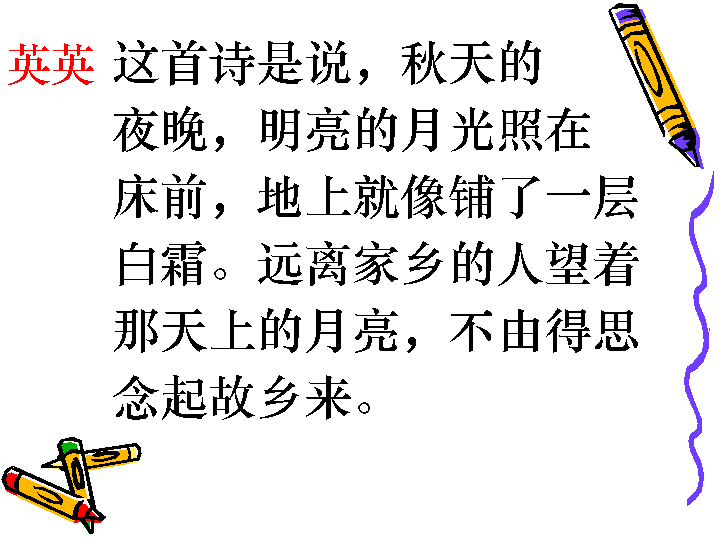 英英 这首诗是说，秋天的
夜晚，明亮的月光照在
床前，地上就像铺了一层
白霜。远离家乡的人望着
那天上的月亮，不由得思
念起故乡来。